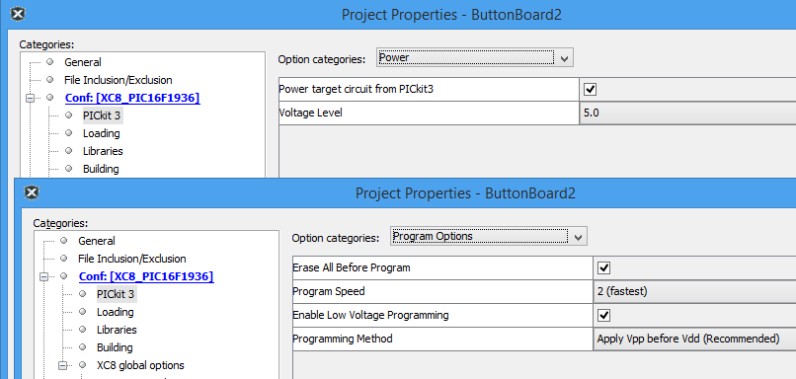 Project Properties - ButtonBoard2
Categories:
General
File Inclusion/Exclusion
Conf: [XC8_PIC16F1936]
PICkit 3
Loading
Libraries
Building
Option categories: Power
Power target circuit from PICkit3
Voltage Level 5.0
Project Properties - ButtonBoard2
Categories:
General
File Inclusion/Exclusion
Conf: [XC8_PIC16F1936]
PICkit 3
Loading
Libraries
Building
XC8 global options
Option categories: Program Options
Erase All Before Program
Program Speed 2 (fastest)
Enable Low Voltage Programming
Programming Method Apply Vpp before Vdd (Recommended)